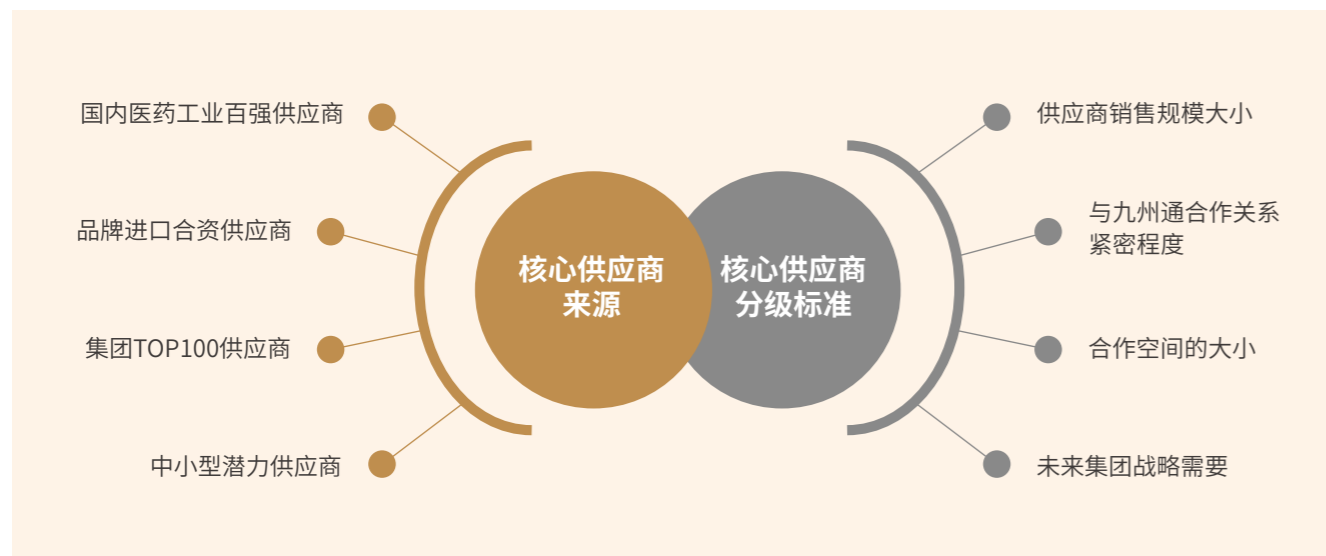 国内医药工业百强供应商
品牌进口合资供应商
集团TOP100供应商
中小型潜力供应商
核心供应商
来源
核心供应商
分级标准
供应商销售规模大小
与九州通合作关系
紧密程度
合作空间的大小
未来集团战略需要